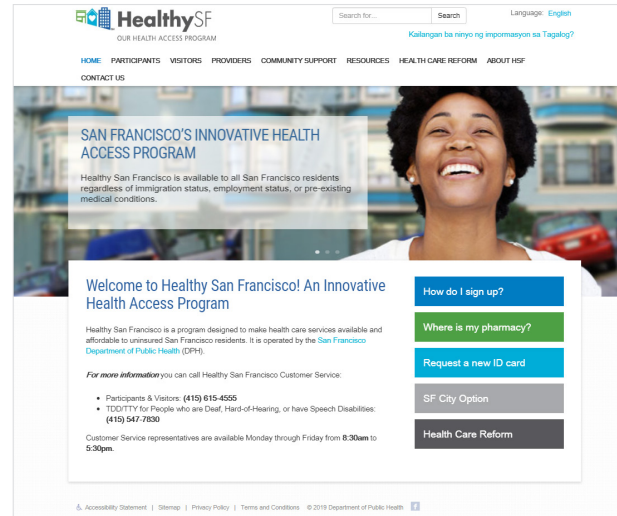 HealthySF
OUR HEALTH ACCESS PROGRAM
Search for...
Search
Language: English
Kailangan ba ninyo ng impormasyon sa Tagalog?
HOME PARTICIPANTS VISITORS PROVIDERS COMMUNITY SUPPORT RESOURCES HEALTH CARE REFORM ABOUT HSF
CONTACT US
SAN FRANCISCO'S INNOVATIVE HEALTH
ACCESS PROGRAM
Healthy San Francisco is available to all San Francisco residents
regardless of immigration status, employment status, or pre-existing
medical conditions.
Welcome to Healthy San Francisco! An Innovative
Health Access Program
Healthy San Francisco is a program designed to make health care services available and
affordable to uninsured San Francisco residents. It is operated by the San Francisco
Department of Public Health (DPH).
For more information you can call Healthy San Francisco Customer Service:
• Participants & Visitors: (415) 615-4555
• TDD/TTY for People who are Deaf, Hard-of-Hearing, or have Speech Disabilities:
(415) 547-7830
Customer Service representatives are available Monday through Friday from 8:30am to
5:30pm.
How do I sign up?
Where is my pharmacy?
Request a new ID card
SF City Option
Health Care Reform
Accessibility Statement | Sitemap | Privacy Policy | Terms and Conditions © 2019 Department of Public Health f